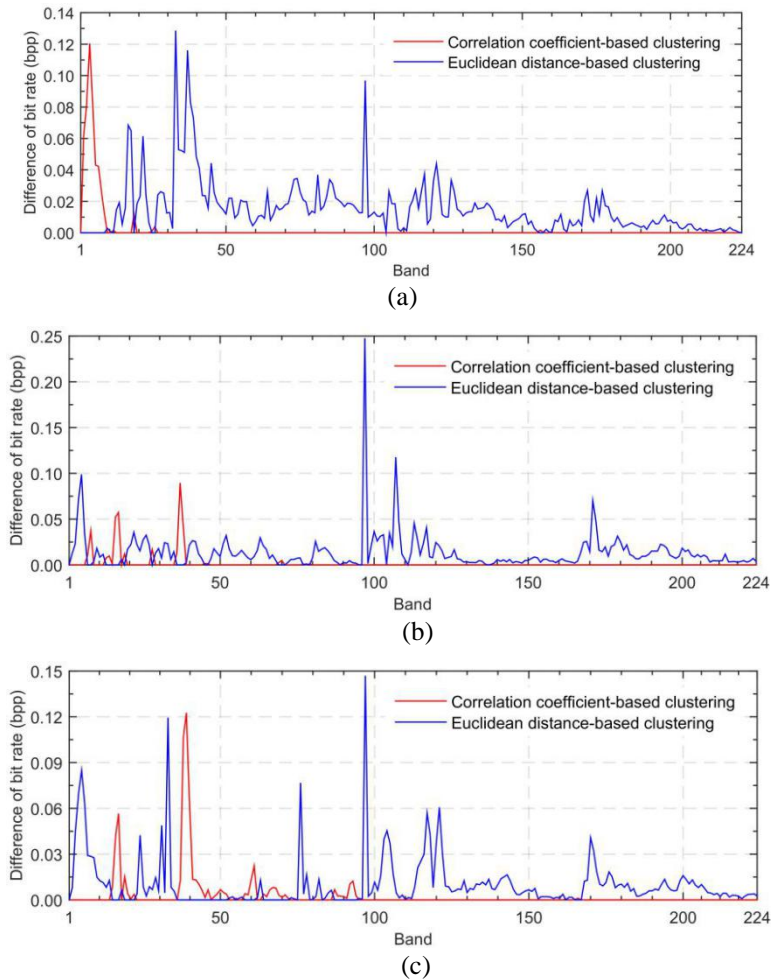 0.14
0.12
0.10
0.08
0.06
0.04
0.02
0.00
Difference of bit rate (bpp)
Correlation coefficient-based clustering
Euclidean distance-based clustering
1 50 100 150 200 224
Band
(a)
0.25
0.20
0.15
0.10
0.05
0.00
Difference of bit rate (bpp)
Correlation coefficient-based clustering
Euclidean distance-based clustering
1 50 100 150 200 224
Band
(b)
0.15
0.12
0.09
0.06
0.03
0.00
Difference of bit rate (bpp)
Correlation coefficient-based clustering
Euclidean distance-based clustering
1 50 100 150 200 224
Band
(c)